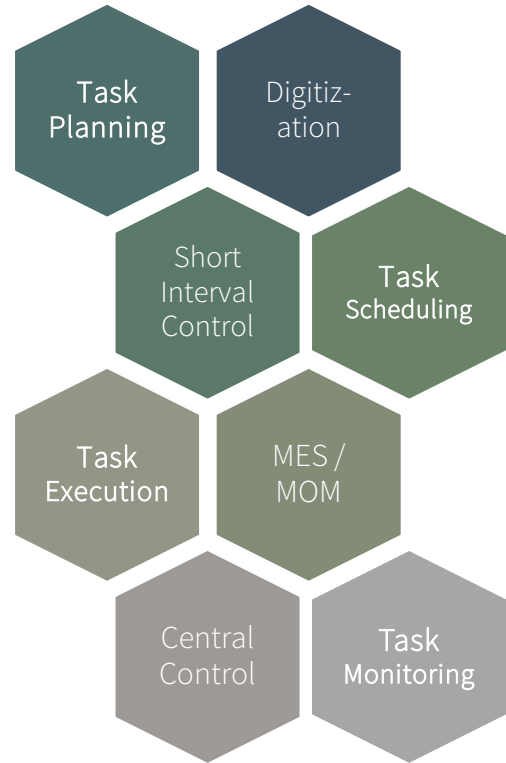 Task
Planning
Digitiz-
ation
Short
Interval
Control
Task
Scheduling
Task
Execution
MES /
MOM
Central
Control
Task
Monitoring